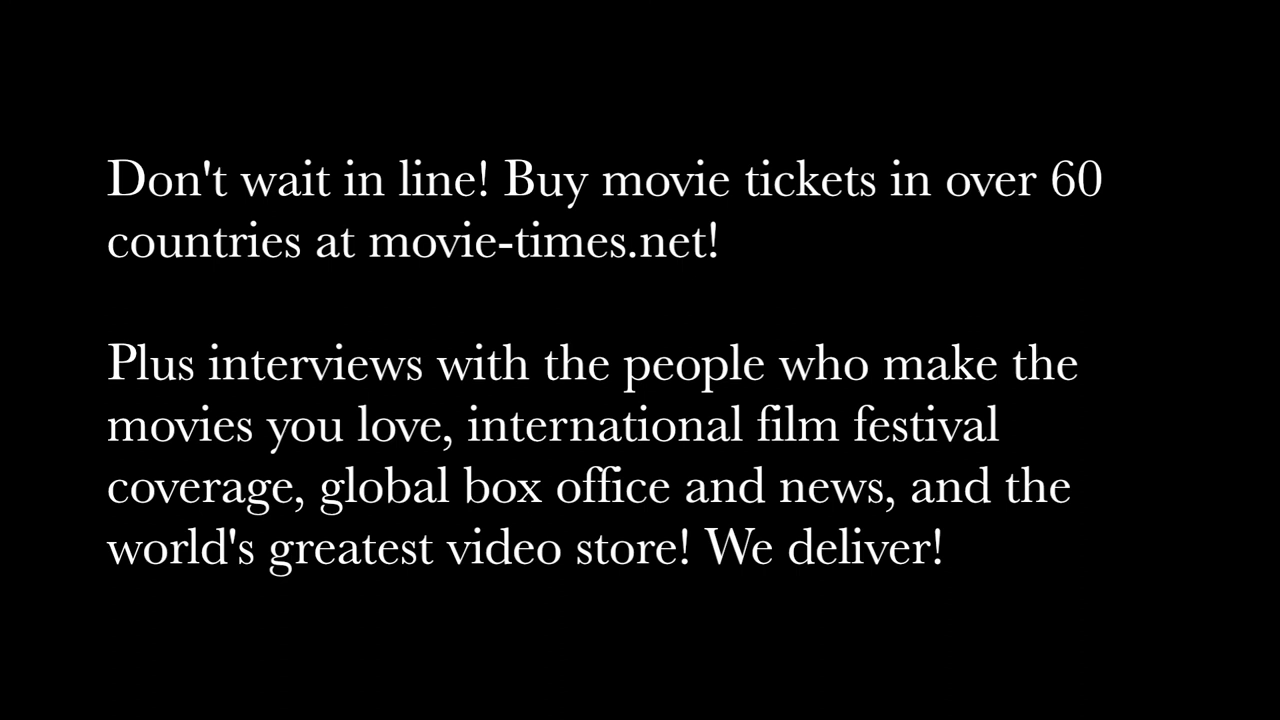 Don't wait in line! Buy movie tickets in over 60
countries at movie-times.net!
Plus interviews with the people who make the
movies you love, international film festival
coverage, global box office and news, and the
world's greatest video store! We deliver!